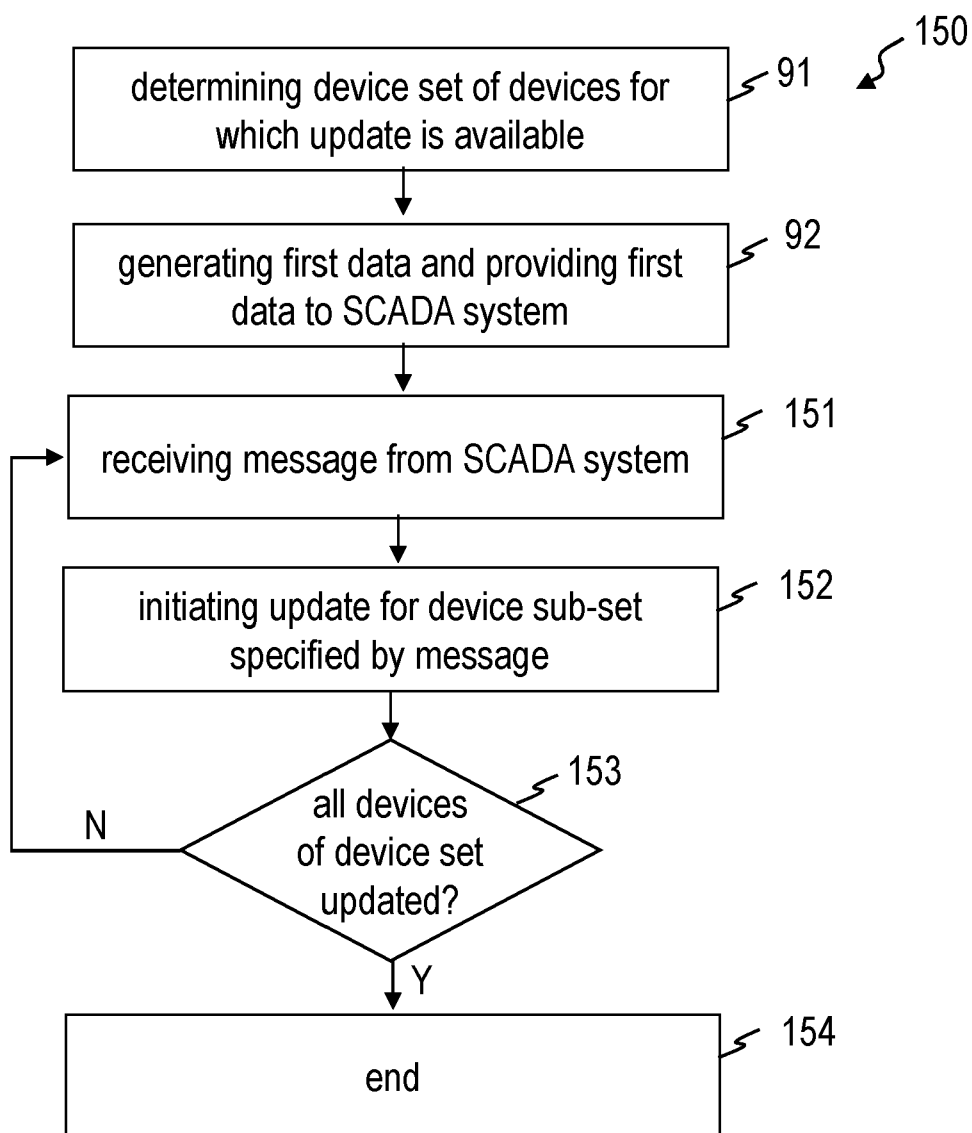 150
determining device set of devices for
which update is available
91
generating first data and providing first
data to SCADA system
92
receiving message from SCADA system
151
initiating update for device sub-set
specified by message
152
all devices
of device set
updated?
153
N
Y
end
154